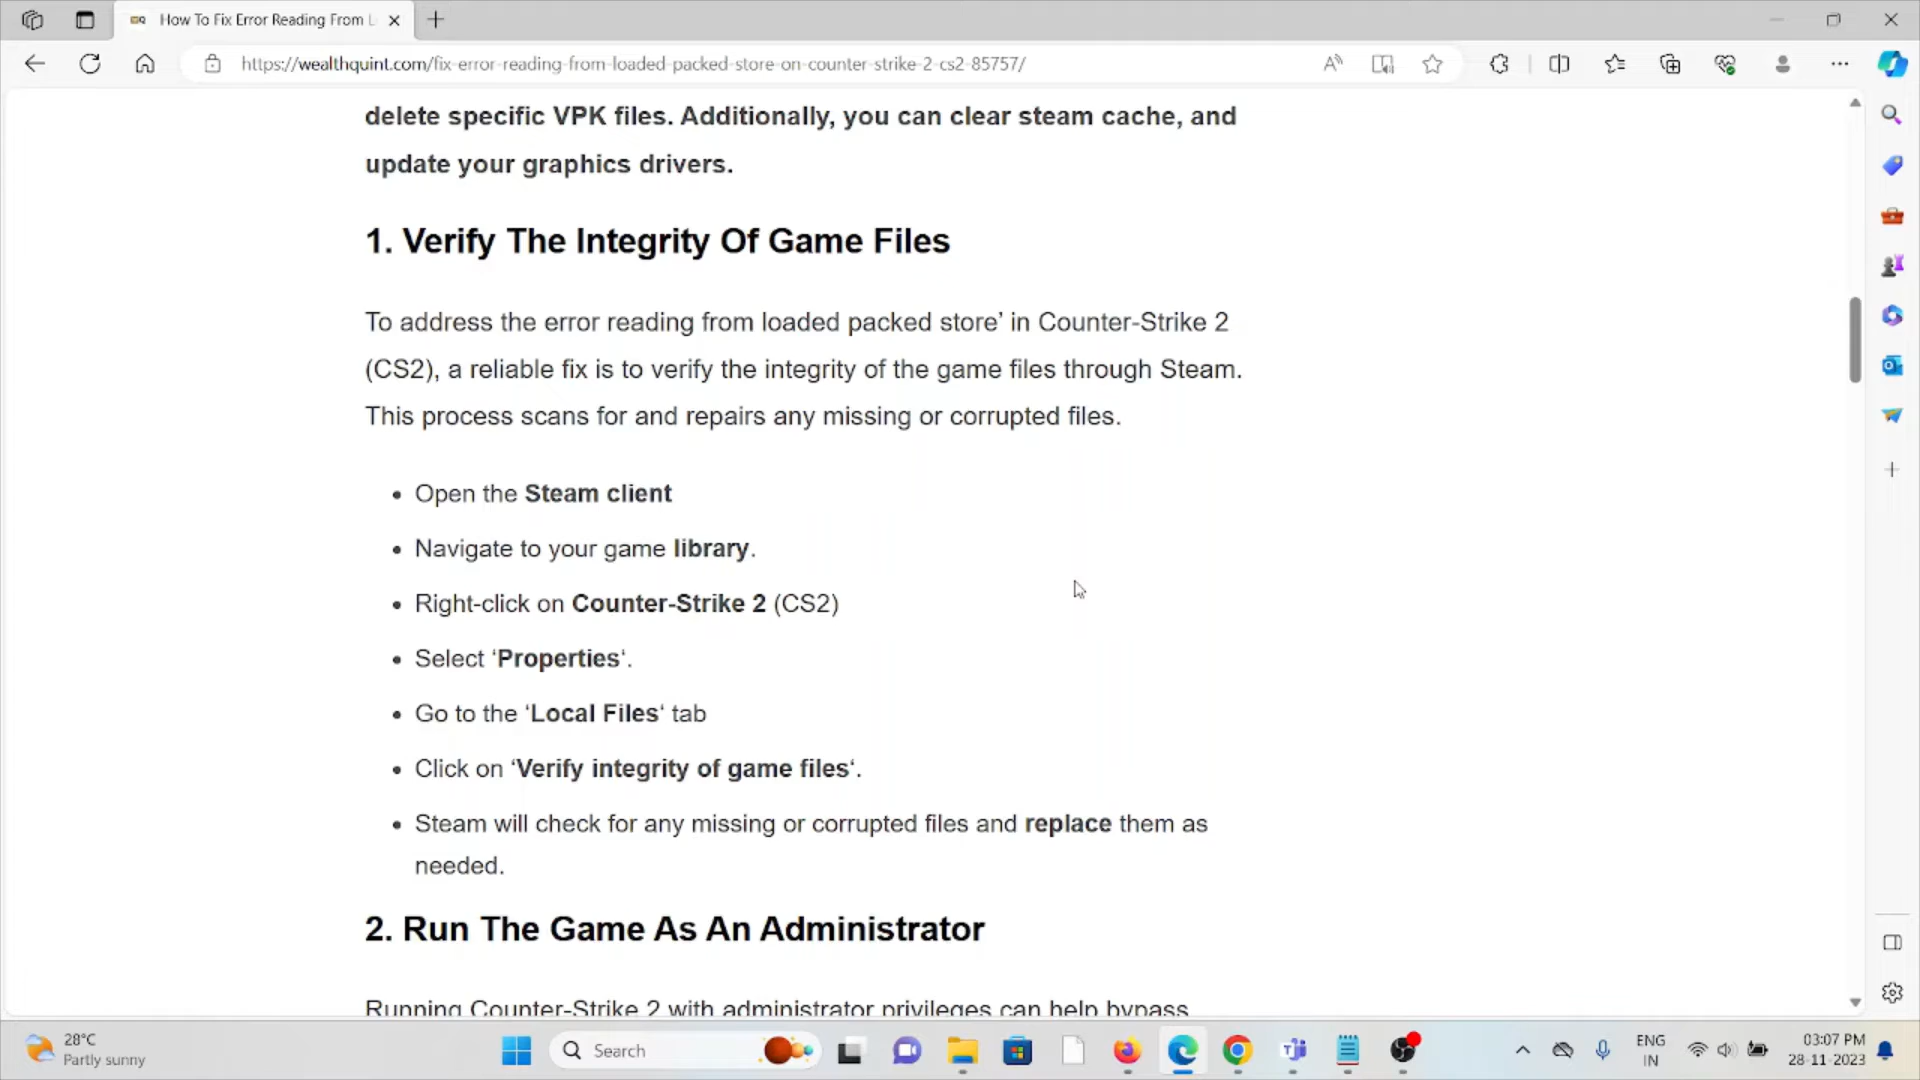 How To Fix Error Reading From L
https://wealthquint.com/fix-error-reading-from-loaded-packed-store-on-counter-strike-2-cs2-85757/
delete specific VPK files. Additionally, you can clear steam cache, and
update your graphics drivers.
1. Verify The Integrity Of Game Files
To address the error reading from loaded packed store’ in Counter-Strike 2
(CS2), a reliable fix is to verify the integrity of the game files through Steam.
This process scans for and repairs any missing or corrupted files.
• Open the Steam client
• Navigate to your game library.
• Right-click on Counter-Strike 2 (CS2)
• Select ‘Properties‘.
• Go to the ‘Local Files‘ tab
• Click on ‘Verify integrity of game files‘.
• Steam will check for any missing or corrupted files and replace them as
needed.
2. Run The Game As An Administrator
Running Counter-Strike 2 with administrator privileges can help bypass
28°C
Partly sunny
Search
ENG
IN
03:07 PM
28-11-2023